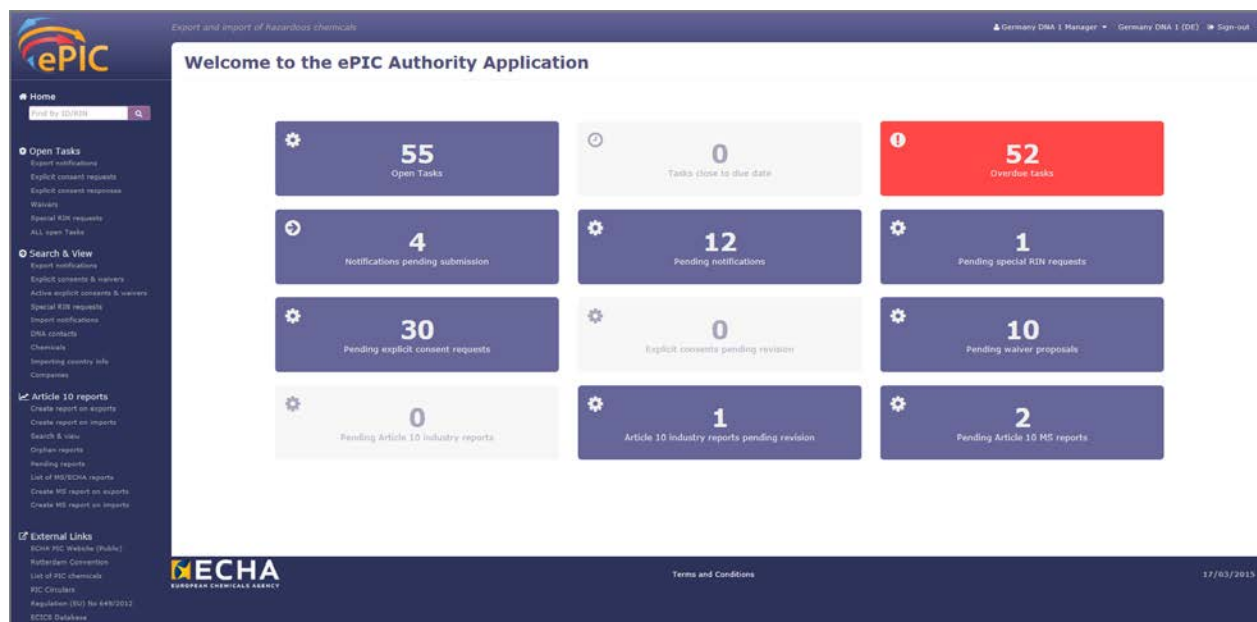 ePIC
Export and import of hazardous chemicals
Germany DNA 1 Manager
Germany DNA 1 (DE)
Sign-out
Home
Find by ID/RIN
Open Tasks
Export notifications
Explicit consent requests
Explicit consent responses
Waivers
Special RIN requests
ALL open Tasks
Search & View
Export notifications
Explicit consents & waivers
Active explicit consents & waivers
Special RIN requests
Import notifications
DNA contacts
Chemicals
Importing country info
Companies
Article 10 reports
Create report on exports
Create report on imports
Search & view
Orphan reports
Pending reports
List of MS/ECHA reports
Create MS report on exports
Create MS report on imports
External Links
ECHA PIC Website (Public)
Rotterdam Convention
List of PIC chemicals
PIC Circulars
Regulation (EU) No 649/2012
ECICS Database
Welcome to the ePIC Authority Application
55
Open Tasks
0
Tasks close to due date
52
Overdue tasks
4
Notifications pending submission
12
Pending notifications
1
Pending special RIN requests
30
Pending explicit consent requests
0
Explicit consents pending revision
10
Pending waiver proposals
0
Pending Article 10 industry reports
1
Article 10 industry reports pending revision
2
Pending Article 10 MS reports
ECHA
EUROPEAN CHEMICALS AGENCY
Terms and Conditions
17/03/2015